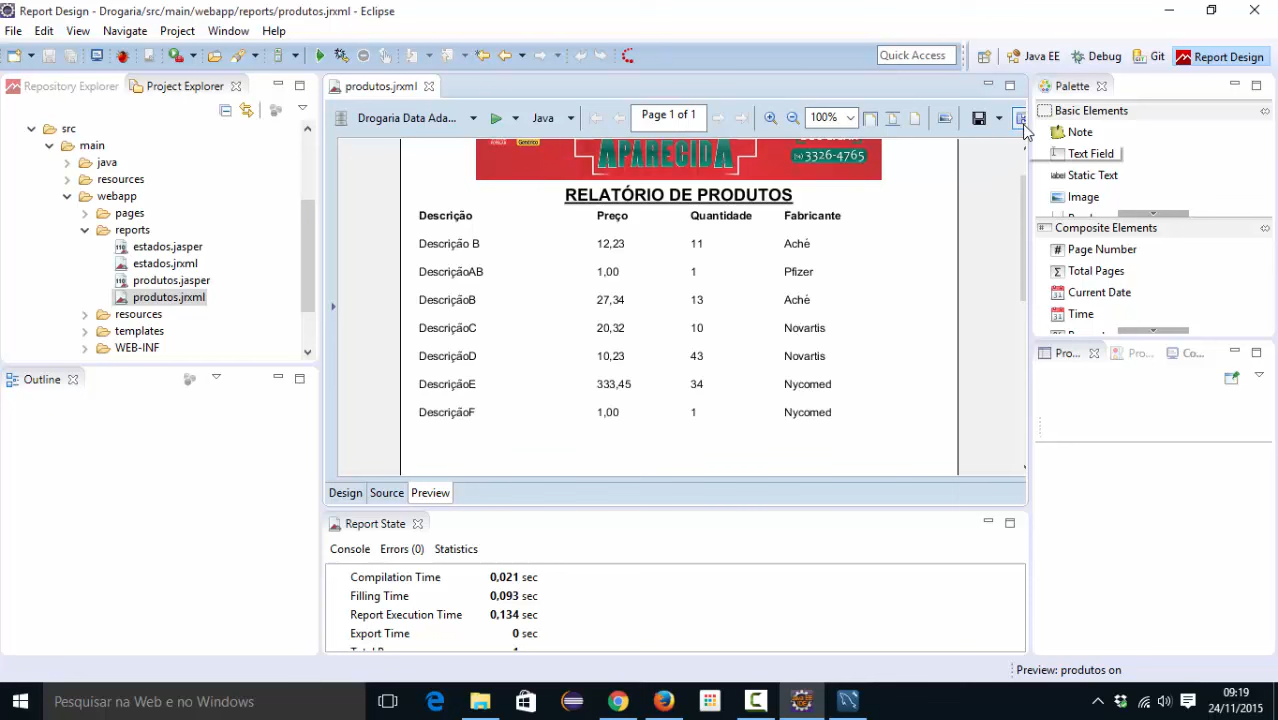 Report Design - Drogaria/src/main/webapp/reports/produtos.jrxml - Eclipse
File Edit View Navigate Project Window Help
Quick Access
Java EE Debug Git Report Design
Repository Explorer Project Explorer
src
main
java
resources
webapp
pages
reports
estados.jasper
estados.jrxml
produtos.jasper
produtos.jrxml
resources
templates
WEB-INF
Outline
produtos.jrxml
Drogaria Data Ada... Java Page 1 of 1 100%
Genérico APARECIDA 3326-4765
RELATÓRIO DE PRODUTOS
Descrição Preço Quantidade Fabricante
Descrição B 12,23 11 Aché
DescriçãoAB 1,00 1 Pfizer
DescriçãoB 27,34 13 Aché
DescriçãoC 20,32 10 Novartis
DescriçãoD 10,23 43 Novartis
DescriçãoE 333,45 34 Nycomed
DescriçãoF 1,00 1 Nycomed
Design Source Preview
Report State
Console Errors (0) Statistics
Compilation Time 0,021 sec
Filling Time 0,093 sec
Report Execution Time 0,134 sec
Export Time 0 sec
Palette
Basic Elements
Note
Text Field
Static Text
Image
Composite Elements
Page Number
Total Pages
Current Date
Time
Pro... Pro... Co...
Preview: produtos on
Pesquisar na Web e no Windows
09:19
24/11/2015